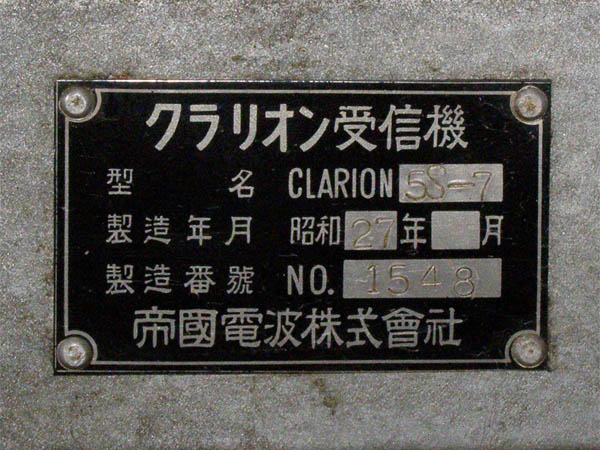 クラリオン受信機
型名 CLARION 5S-7
製造年月 昭和27年 月
製造番號 NO. 1548
帝國電波株式會社